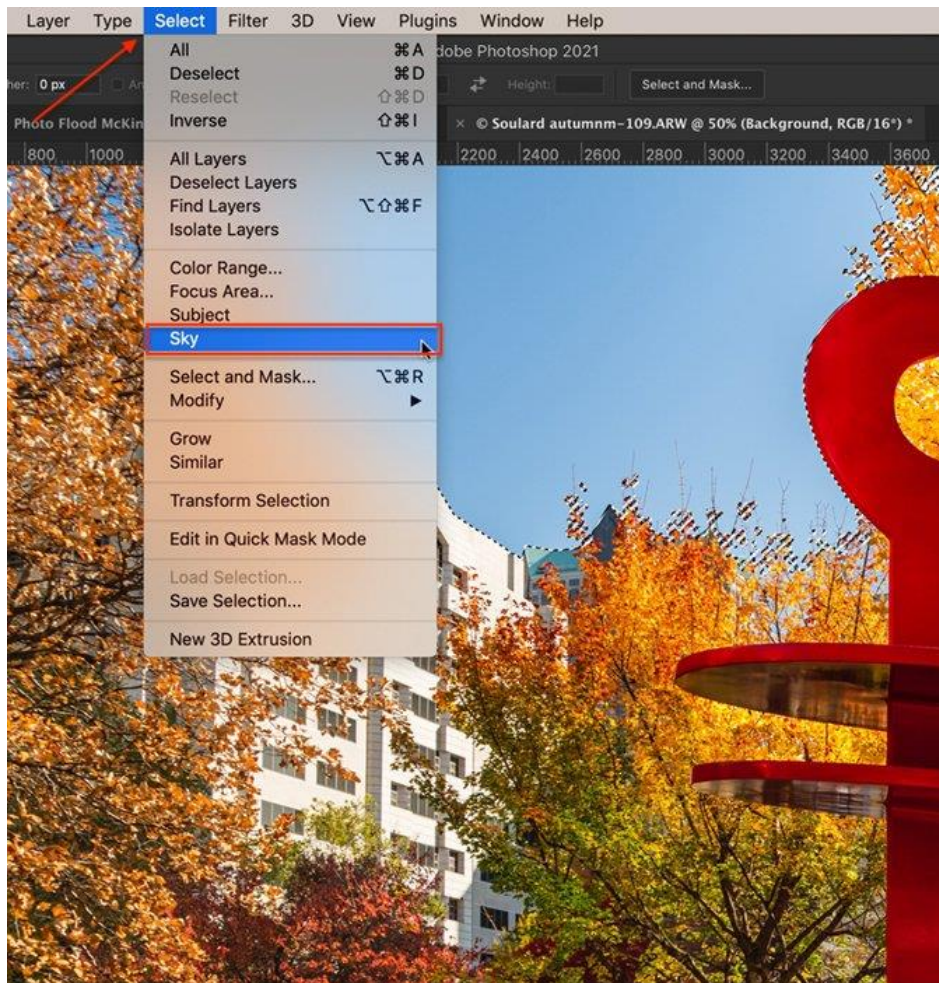 Layer Type Select Filter 3D View Plugins Window Help
dobe Photoshop 2021
her: 0 px Height: Select and Mask...
Photo Flood McKin × © Soulard autumnm-109.ARW @ 50% (Background, RGB/16*) *
800 1000 2200 2400 2600 2800 3000 3200 3400 3600
All ⌘A
Deselect ⌘D
Reselect ⇧⌘D
Inverse ⇧⌘I
All Layers ⌥⌘A
Deselect Layers
Find Layers ⌥⇧⌘F
Isolate Layers
Color Range...
Focus Area...
Subject
Sky
Select and Mask... ⌥⌘R
Modify ▶
Grow
Similar
Transform Selection
Edit in Quick Mask Mode
Load Selection...
Save Selection...
New 3D Extrusion